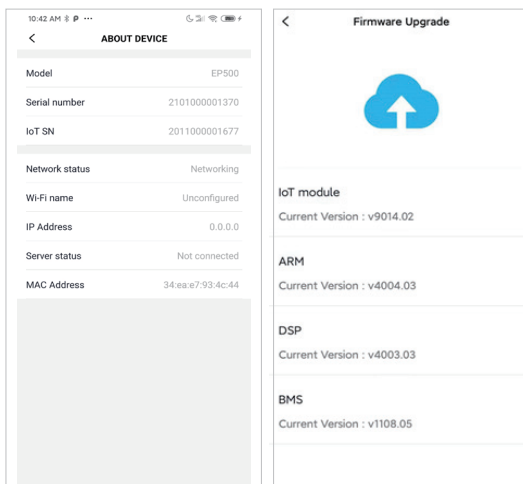 10:42 AM
ABOUT DEVICE
Model EP500
Serial number 2101000001370
IoT SN 2011000001677
Network status Networking
Wi-Fi name Unconfigured
IP Address 0.0.0.0
Server status Not connected
MAC Address 34:ea:e7:93:4c:44
Firmware Upgrade
IoT module
Current Version : v9014.02
ARM
Current Version : v4004.03
DSP
Current Version : v4003.03
BMS
Current Version : v1108.05